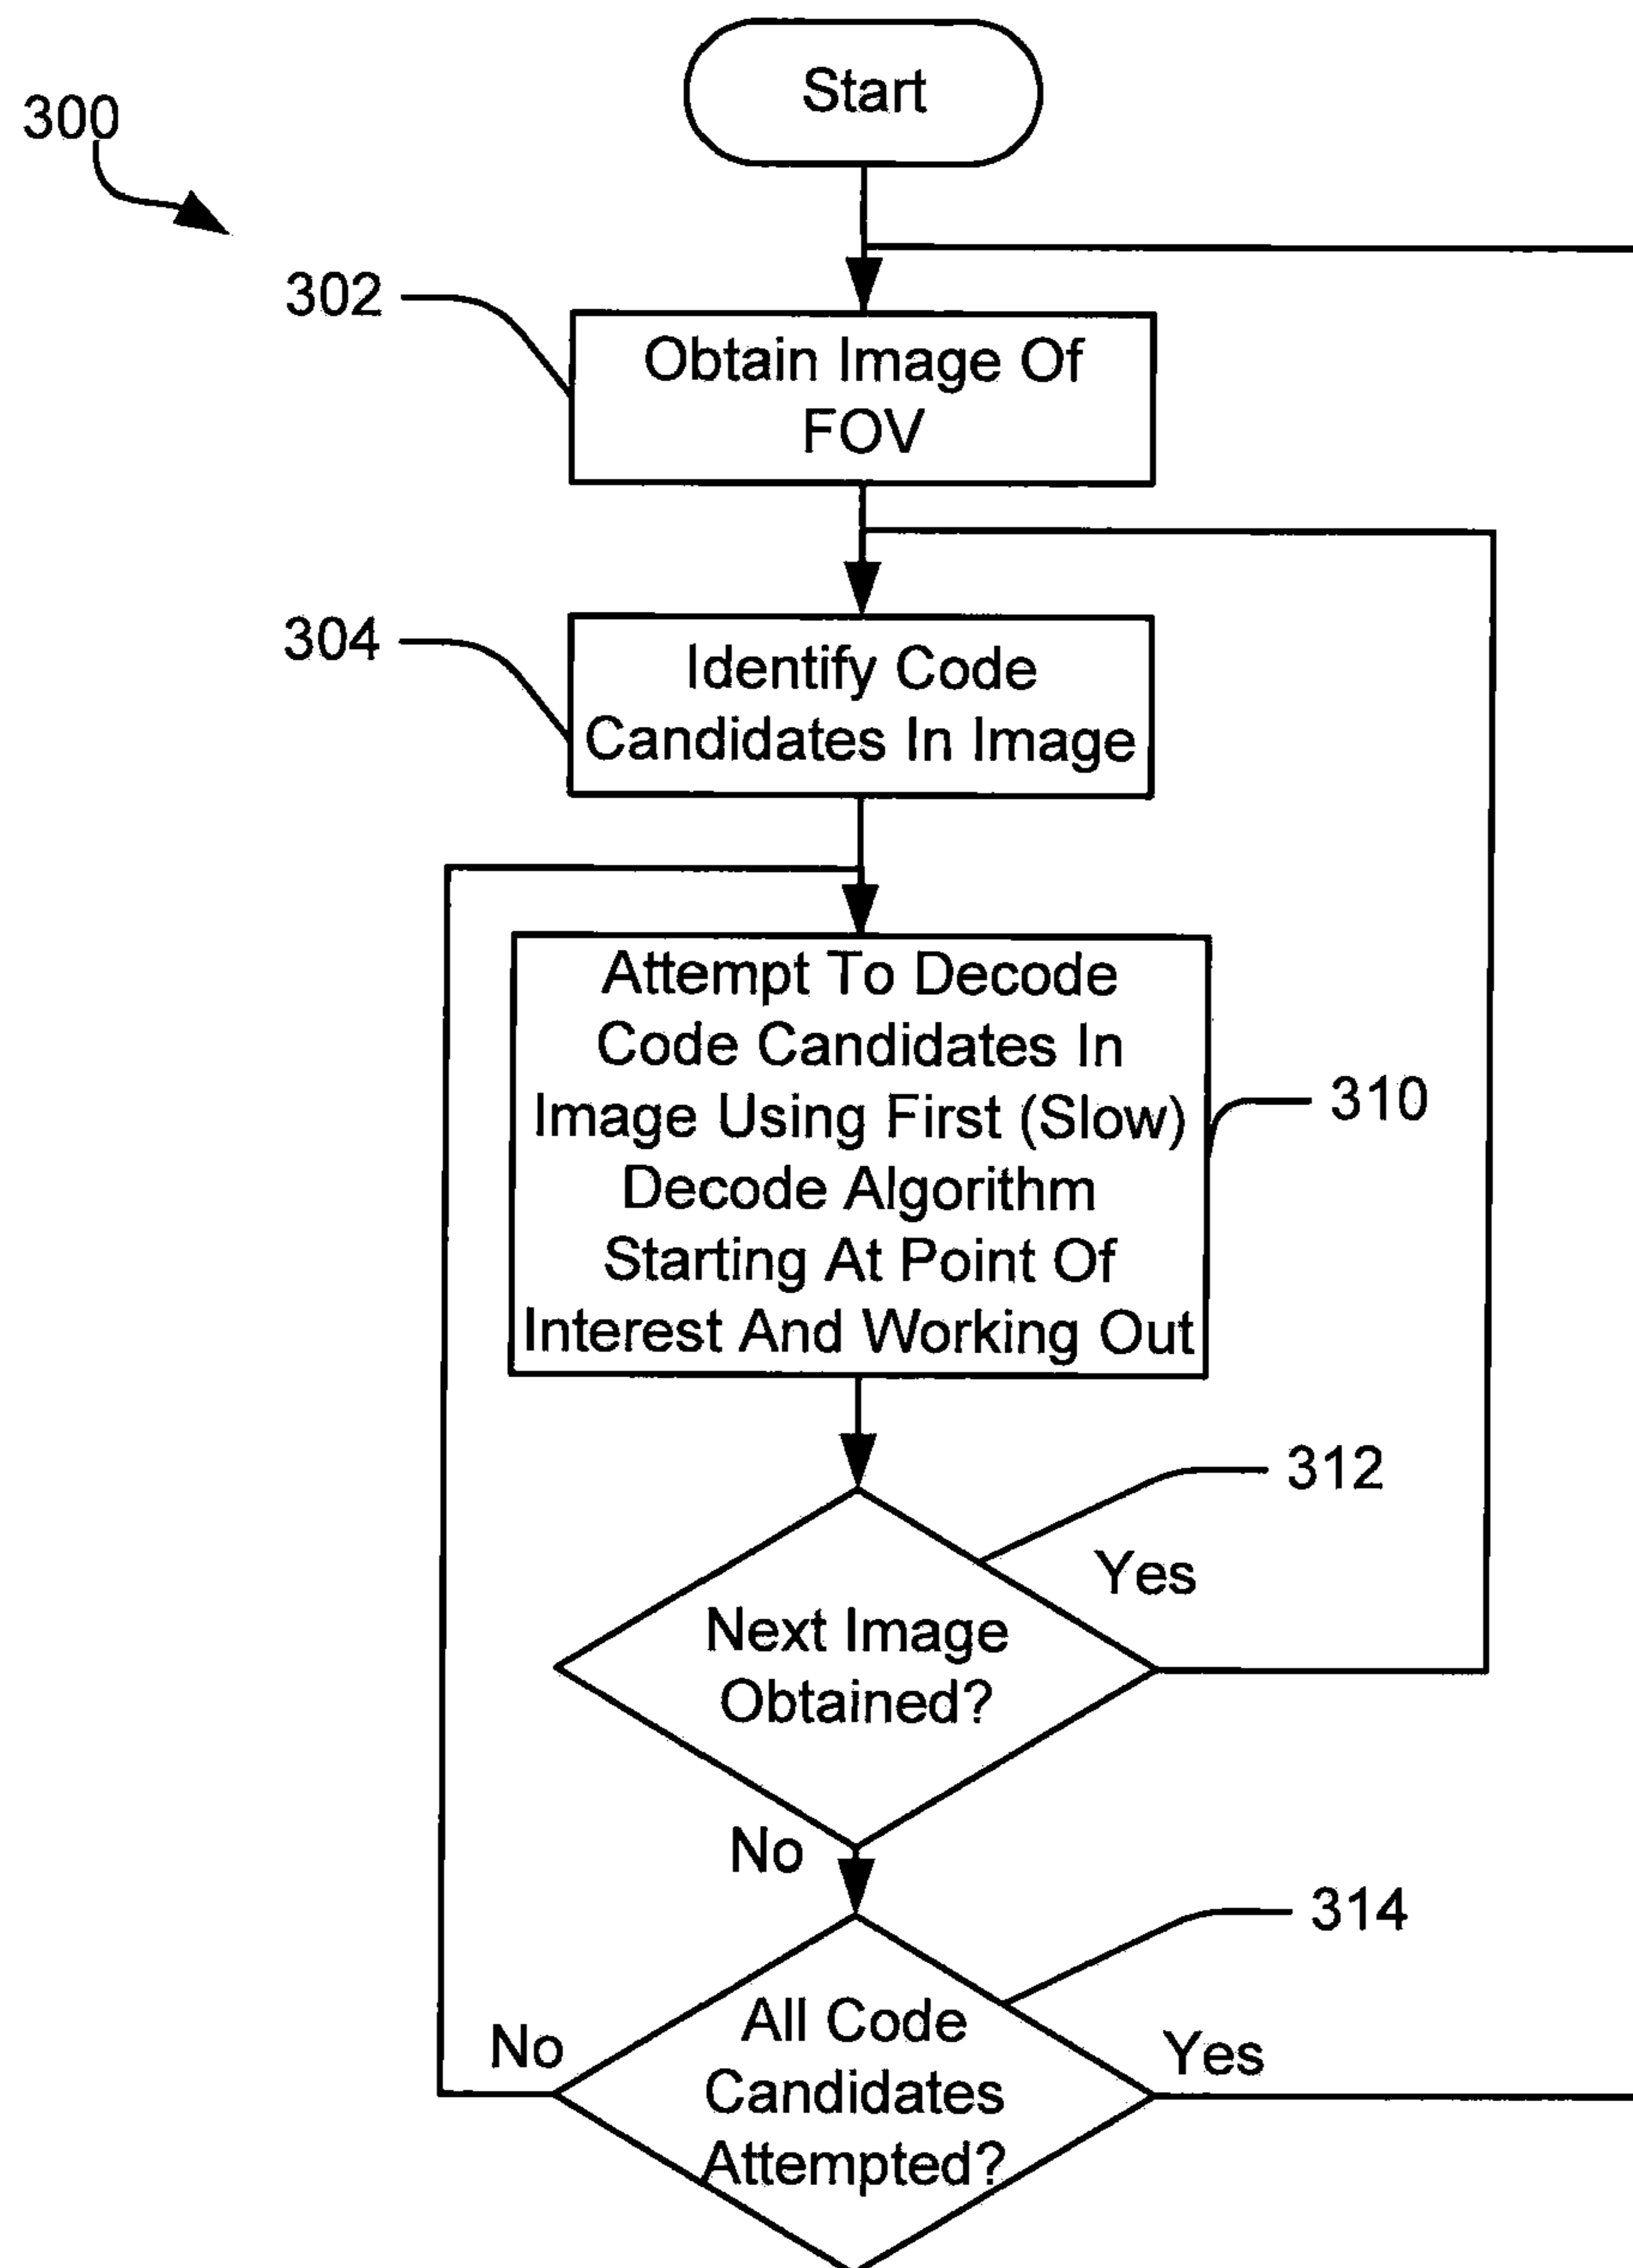 Start
300
302
Obtain Image Of
FOV
304
Identify Code
Candidates In Image
Attempt To Decode
Code Candidates In
Image Using First (Slow)
Decode Algorithm
Starting At Point Of
Interest And Working Out
310
312
Yes
Next Image
Obtained?
No
314
All Code
Candidates
Attempted?
No
Yes